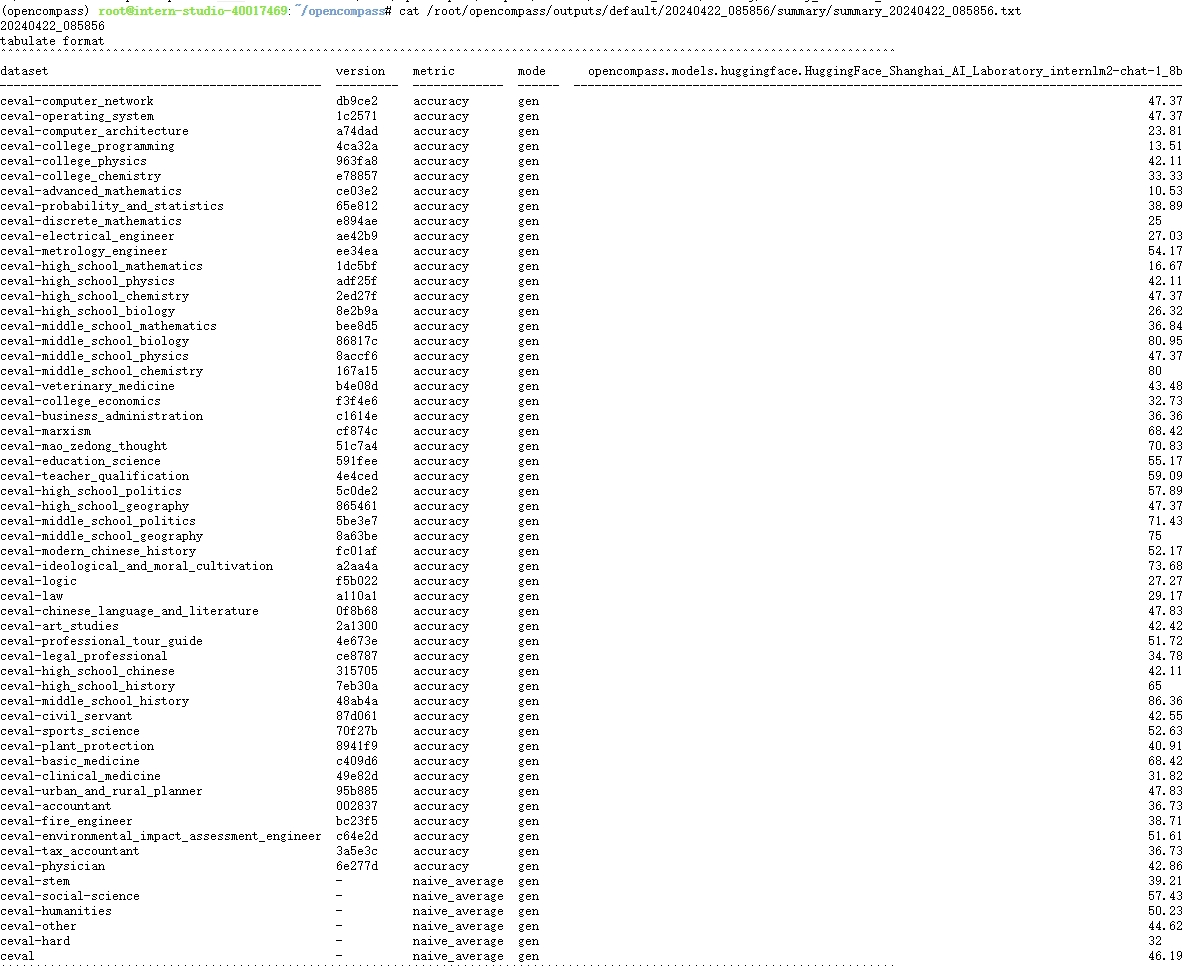 (opencompass) root@intern-studio-40017469:~/opencompass# cat /root/opencompass/outputs/default/20240422_085856/summary/summary_20240422_085856.txt
20240422_085856
tabulate format
^^^^^^^^^^^^^^^^^^^^^^^^^^^^^^^^^^^^^^^^^^^^^^^^^^^^^^^^^^^^^^^^^^^^^^^^^^^^^^^^^^^^^^^^^^^^^^^^^^^^^^^^^^^^^^^^^^^^^^^^^^^^^^^^
dataset version metric mode opencompass.models.huggingface.HuggingFace_Shanghai_AI_Laboratory_internlm2-chat-1_8b
---------------------------------------------- --------- ------------- ------ ---------------------------------------------------------------------------------------
ceval-computer_network db9ce2 accuracy gen 47.37
ceval-operating_system 1c2571 accuracy gen 47.37
ceval-computer_architecture a74dad accuracy gen 23.81
ceval-college_programming 4ca32a accuracy gen 13.51
ceval-college_physics 963fa8 accuracy gen 42.11
ceval-college_chemistry e78857 accuracy gen 33.33
ceval-advanced_mathematics ce03e2 accuracy gen 10.53
ceval-probability_and_statistics 65e812 accuracy gen 38.89
ceval-discrete_mathematics e894ae accuracy gen 25
ceval-electrical_engineer ae42b9 accuracy gen 27.03
ceval-metrology_engineer ee34ea accuracy gen 54.17
ceval-high_school_mathematics 1dc5bf accuracy gen 16.67
ceval-high_school_physics adf25f accuracy gen 42.11
ceval-high_school_chemistry 2ed27f accuracy gen 47.37
ceval-high_school_biology 8e2b9a accuracy gen 26.32
ceval-middle_school_mathematics bee8d5 accuracy gen 36.84
ceval-middle_school_biology 86817c accuracy gen 80.95
ceval-middle_school_physics 8accf6 accuracy gen 47.37
ceval-middle_school_chemistry 167a15 accuracy gen 80
ceval-veterinary_medicine b4e08d accuracy gen 43.48
ceval-college_economics f3f4e6 accuracy gen 32.73
ceval-business_administration c1614e accuracy gen 36.36
ceval-marxism cf874c accuracy gen 68.42
ceval-mao_zedong_thought 51c7a4 accuracy gen 70.83
ceval-education_science 591fee accuracy gen 55.17
ceval-teacher_qualification 4e4ced accuracy gen 59.09
ceval-high_school_politics 5c0de2 accuracy gen 57.89
ceval-high_school_geography 865461 accuracy gen 47.37
ceval-middle_school_politics 5be3e7 accuracy gen 71.43
ceval-middle_school_geography 8a63be accuracy gen 75
ceval-modern_chinese_history fc01af accuracy gen 52.17
ceval-ideological_and_moral_cultivation a2aa4a accuracy gen 73.68
ceval-logic f5b022 accuracy gen 27.27
ceval-law a110a1 accuracy gen 29.17
ceval-chinese_language_and_literature 0f8b68 accuracy gen 47.83
ceval-art_studies 2a1300 accuracy gen 42.42
ceval-professional_tour_guide 4e673e accuracy gen 51.72
ceval-legal_professional ce8787 accuracy gen 34.78
ceval-high_school_chinese 315705 accuracy gen 42.11
ceval-high_school_history 7eb30a accuracy gen 65
ceval-middle_school_history 48ab4a accuracy gen 86.36
ceval-civil_servant 87d061 accuracy gen 42.55
ceval-sports_science 70f27b accuracy gen 52.63
ceval-plant_protection 8941f9 accuracy gen 40.91
ceval-basic_medicine c409d6 accuracy gen 68.42
ceval-clinical_medicine 49e82d accuracy gen 31.82
ceval-urban_and_rural_planner 95b885 accuracy gen 47.83
ceval-accountant 002837 accuracy gen 36.73
ceval-fire_engineer bc23f5 accuracy gen 38.71
ceval-environmental_impact_assessment_engineer c64e2d accuracy gen 51.61
ceval-tax_accountant 3a5e3c accuracy gen 36.73
ceval-physician 6e277d accuracy gen 42.86
ceval-stem - naive_average gen 39.21
ceval-social-science - naive_average gen 57.43
ceval-humanities - naive_average gen 50.23
ceval-other - naive_average gen 44.62
ceval-hard - naive_average gen 32
ceval - naive_average gen 46.19